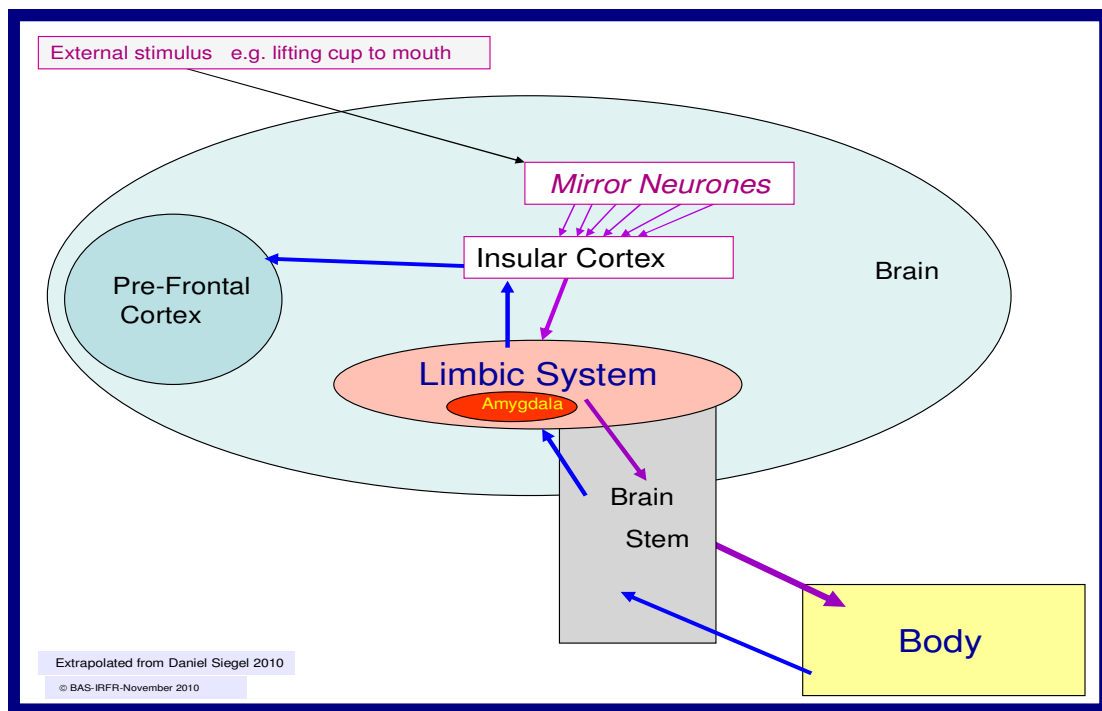 External stimulus   e.g. lifting cup to mouth
Mirror Neurones
Insular Cortex
Brain
Pre-Frontal
Cortex
Limbic System
Amygdala
Brain
Stem
Body
Extrapolated from Daniel Siegel 2010
© BAS-IRFR-November 2010